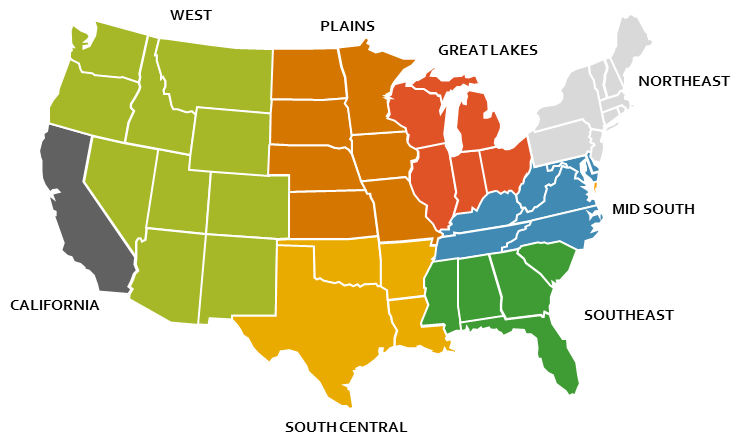 WEST
PLAINS
GREAT LAKES
NORTHEAST
MID SOUTH
CALIFORNIA
SOUTHEAST
SOUTH CENTRAL